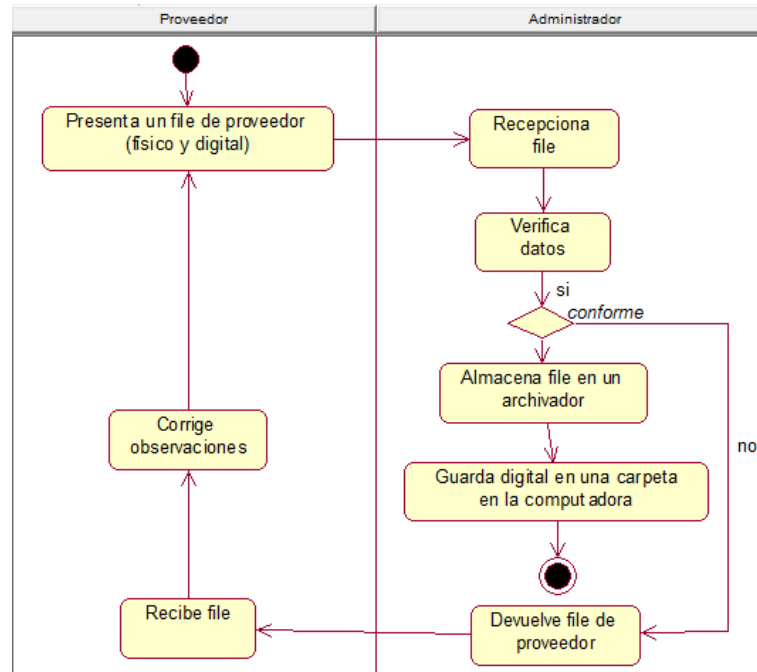 Proveedor
Administrador
Presenta un file de proveedor
(físico y digital)
Recepciona
file
Verifica
datos
si
conforme
Almacena file en un
archivador
Corrige
observaciones
no
Guarda digital en una carpeta
en la computadora
Recibe file
Devuelve file de
proveedor